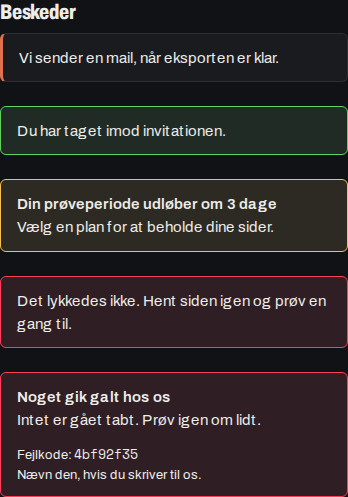 Beskeder
Vi sender en mail, når eksporten er klar.
Du har taget imod invitationen.
Din prøveperiode udløber om 3 dage
Vælg en plan for at beholde dine sider.
Det lykkedes ikke. Hent siden igen og prøv en
gang til.
Noget gik galt hos os
Intet er gået tabt. Prøv igen om lidt.
Fejlkode: 4bf92f35
Nævn den, hvis du skriver til os.